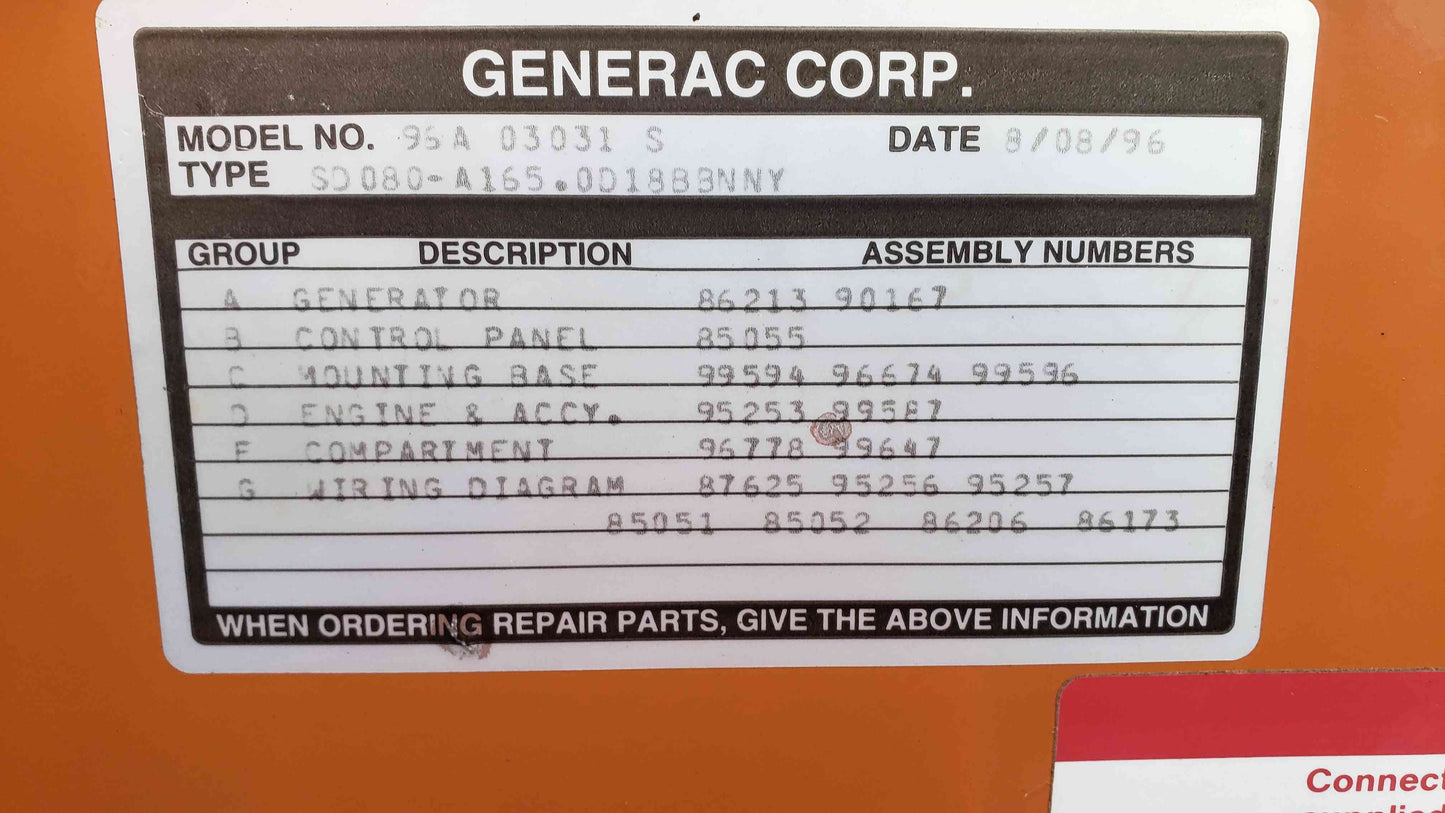 GENERAC CORP.
MODEL NO. 96A 03031 S DATE 8/08/96
TYPE SD080-A165.0D18BBNNY
GROUP DESCRIPTION ASSEMBLY NUMBERS
A GENERATOR 86213 90167
B CONTROL PANEL 85055
C MOUNTING BASE 99594 96674 99596
D ENGINE & ACCY. 95253 99587
F COMPARTMENT 96778 99647
G WIRING DIAGRAM 87625 95256 95257
85051 85052 86206 86173
WHEN ORDERING REPAIR PARTS, GIVE THE ABOVE INFORMATION
Connect